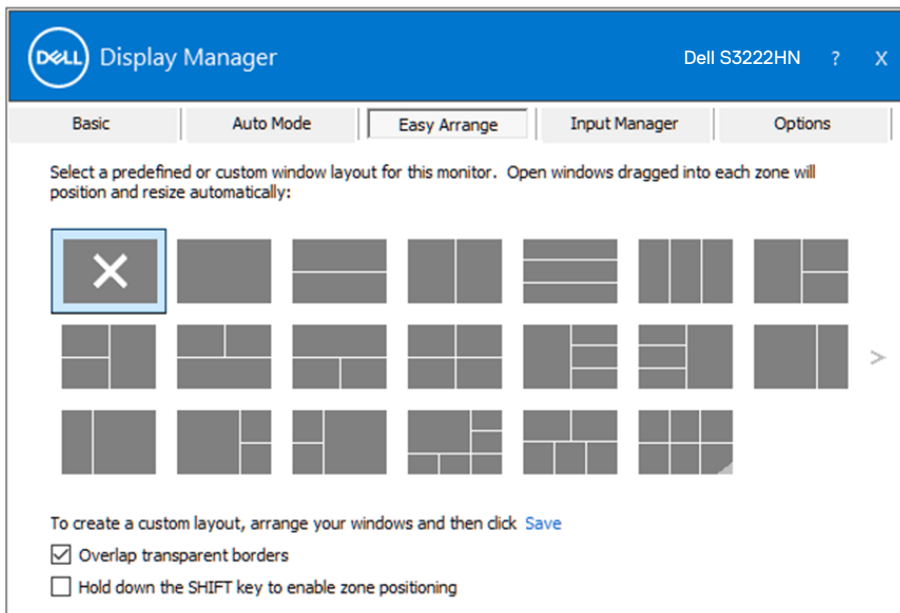 DELL Display Manager
Dell S3222HN ? X
Basic Auto Mode Easy Arrange Input Manager Options
Select a predefined or custom window layout for this monitor. Open windows dragged into each zone will
position and resize automatically:
>
To create a custom layout, arrange your windows and then click Save
Overlap transparent borders
Hold down the SHIFT key to enable zone positioning